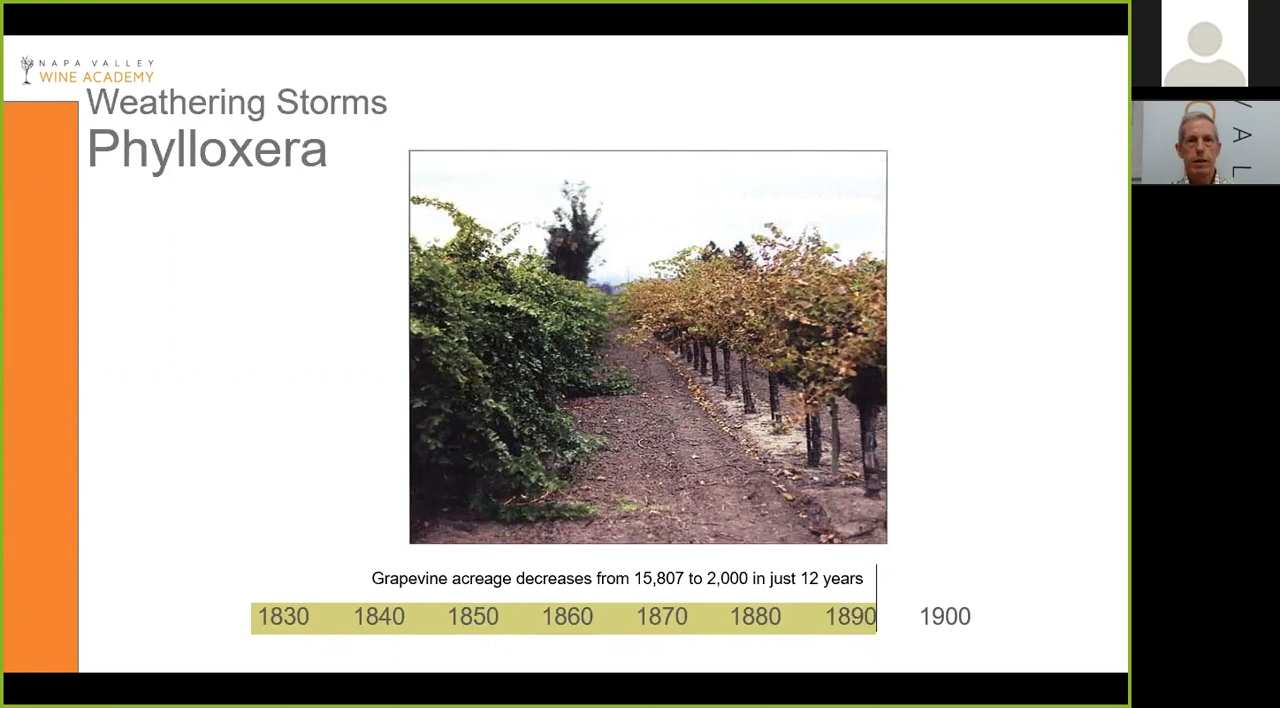 NAPA VALLEY
WINE ACADEMY
Weathering Storms
Phylloxera
Grapevine acreage decreases from 15,807 to 2,000 in just 12 years
1830 1840 1850 1860 1870 1880 1890 1900
V A L